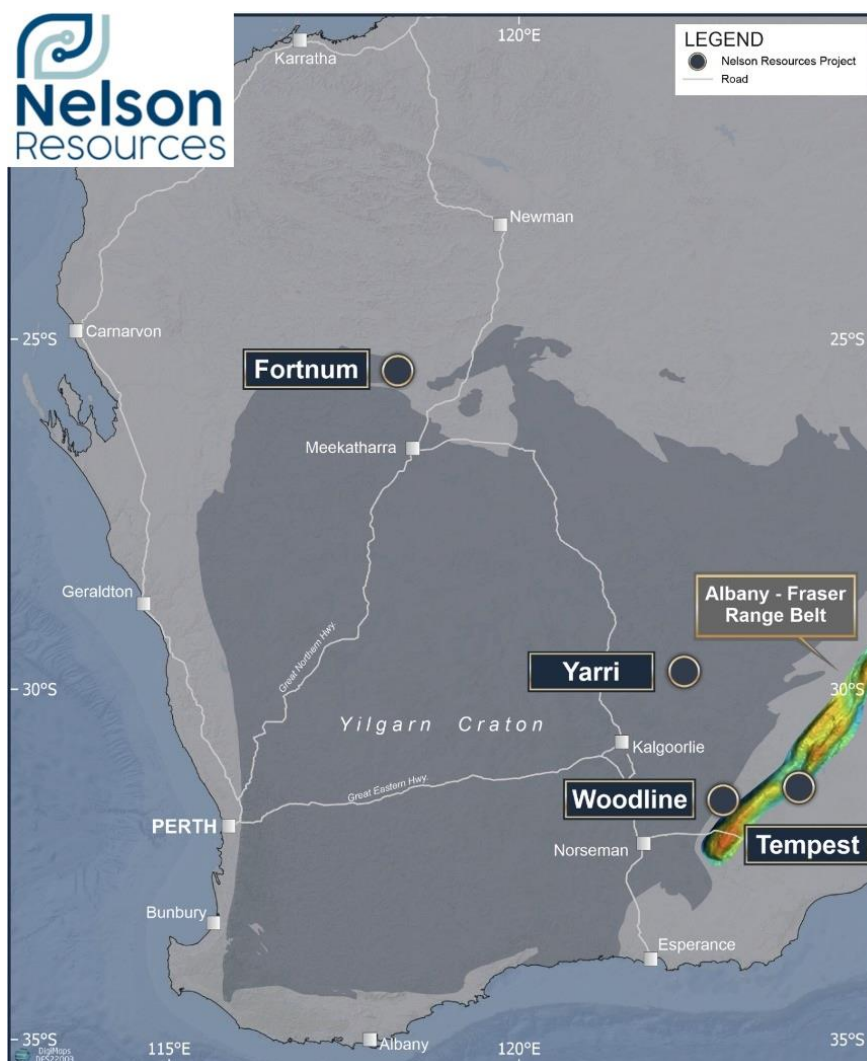 Nelson
Resources
120°E
LEGEND
Nelson Resources Project
Road
Karratha
Newman
Carnarvon
25°S
25°S
Fortnum
Meekatharra
Geraldton
Albany - Fraser
Range Belt
Great Northern Hwy.
Yarri
30°S
30°S
Yilgarn Craton
Kalgoorlie
Great Eastern Hwy.
Woodline
PERTH
Norseman
Tempest
Bunbury
Esperance
35°S
35°S
Albany
115°E
120°E
DigiMaps